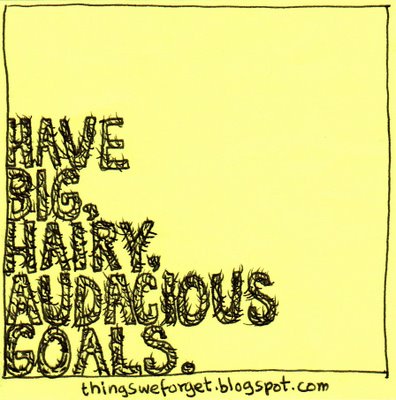 HAVE
BIG,
HAIRY,
AUDACIOUS
GOALS.
thingsweforget.blogspot.com